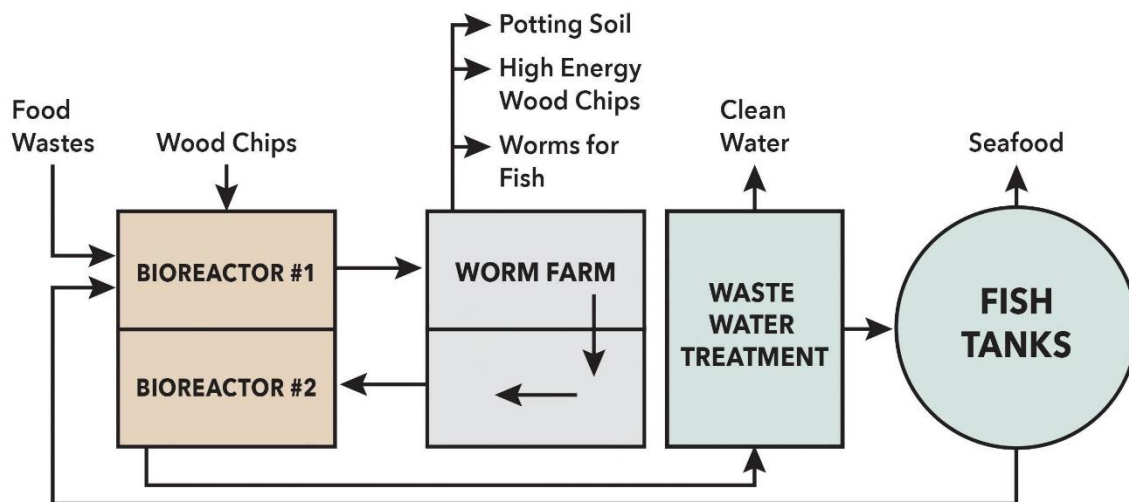 Potting Soil
High Energy
Wood Chips
Worms for
Fish
Food
Wastes
Wood Chips
Clean
Water
Seafood
BIOREACTOR #1
WORM FARM
WASTE
WATER
TREATMENT
FISH
TANKS
BIOREACTOR #2